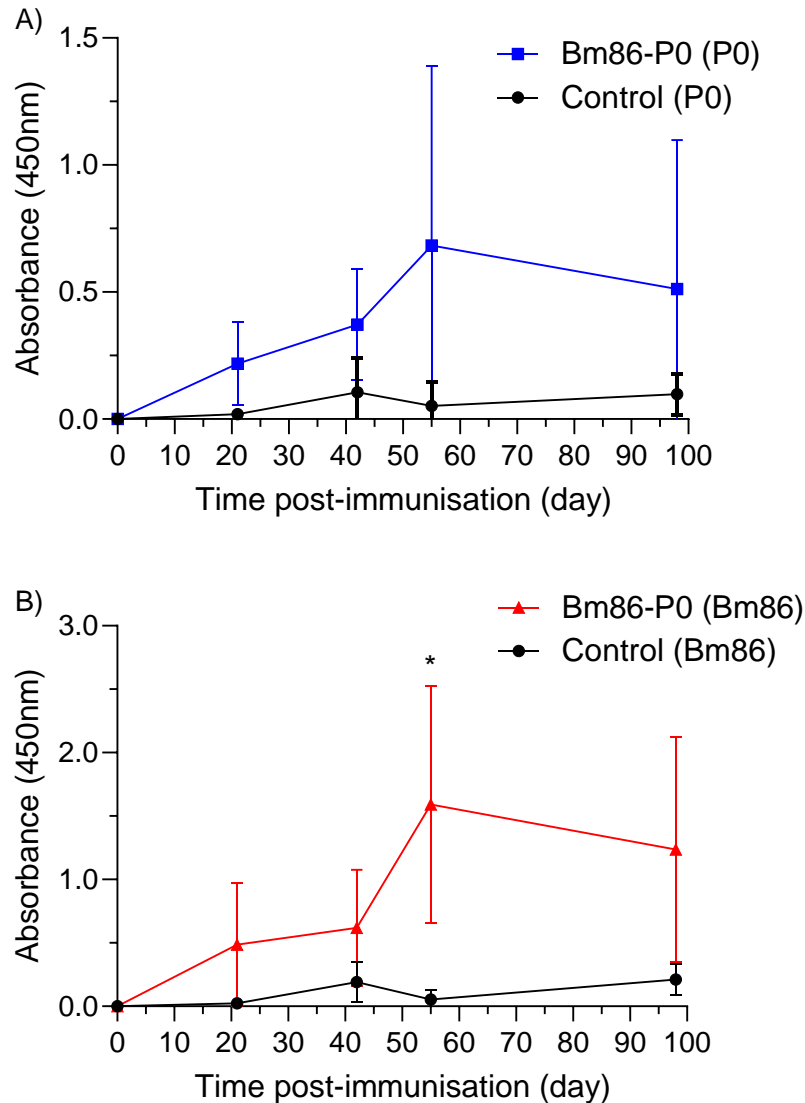 A)
1.5
1.0
0.5
0.0
Absorbance (450nm)
Bm86-P0 (P0)
Control (P0)
0 10 20 30 40 50 60 70 80 90 100
Time post-immunisation (day)
B)
3.0
2.0
1.0
0.0
Absorbance (450nm)
Bm86-P0 (Bm86)
Control (Bm86)
*
0 10 20 30 40 50 60 70 80 90 100
Time post-immunisation (day)